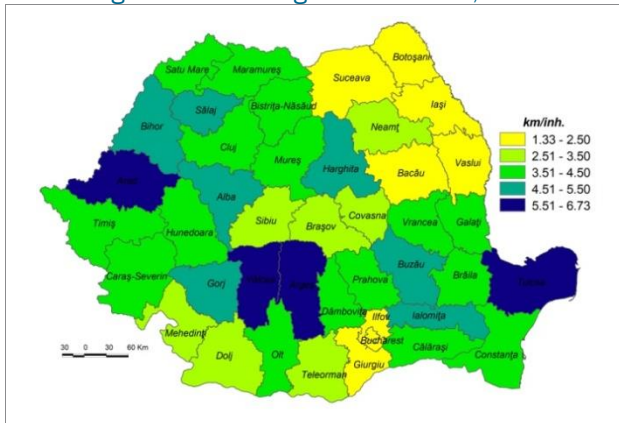 Satu Mare
Maramureş
Suceava
Botoşani
Iaşi
Bihor
Sălaj
Bistriţa-Năsăud
Neamţ
Cluj
Mureş
Harghita
Bacău
Vaslui
Alba
Timiş
Hunedoara
Sibiu
Braşov
Covasna
Vrancea
Galaţi
Caraş-Severin
Gorj
Prahova
Buzău
Brăila
Dâmboviţa
Ilfov
Ialomiţa
Mehedinţi
Bucharest
Dolj
Olt
Teleorman
Giurgiu
Călăraşi
Constanţa
km/inh.
1.33 - 2.50
2.51 - 3.50
3.51 - 4.50
4.51 - 5.50
5.51 - 6.73
30 0 30 60 Km